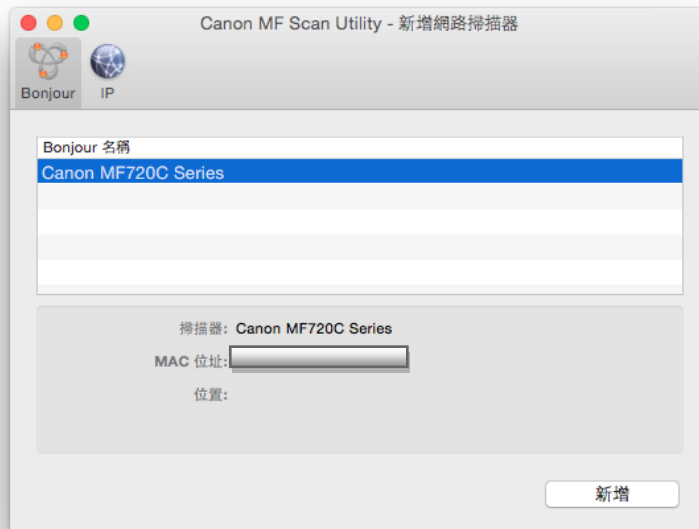 Canon MF Scan Utility - 新增網路掃描器
Bonjour IP
Bonjour 名稱
Canon MF720C Series
掃描器: Canon MF720C Series
MAC 位址:
位置:
新增